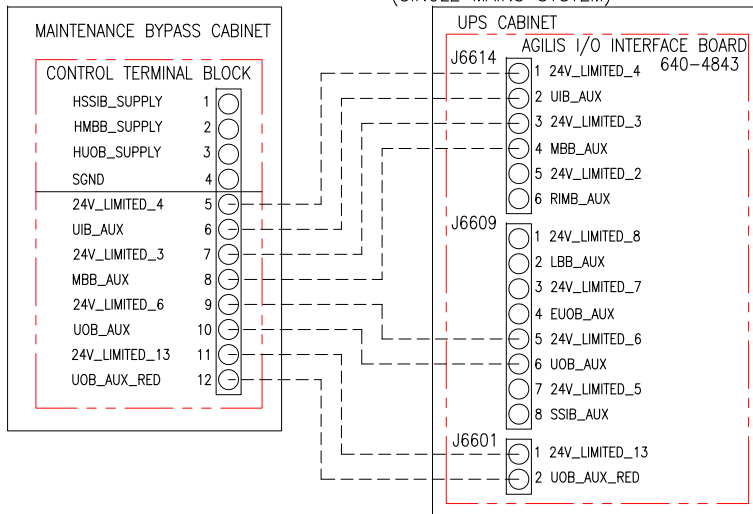 (SINGLE MAINS SYSTEM)
MAINTENANCE BYPASS CABINET
CONTROL TERMINAL BLOCK
HSSIB_SUPPLY 1
HMBB_SUPPLY 2
HUOB_SUPPLY 3
SGND 4
24V_LIMITED_4 5
UIB_AUX 6
24V_LIMITED_3 7
MBB_AUX 8
24V_LIMITED_6 9
UOB_AUX 10
24V_LIMITED_13 11
UOB_AUX_RED 12
UPS CABINET
AGILIS I/O INTERFACE BOARD
640-4843
J6614
1 24V_LIMITED_4
2 UIB_AUX
3 24V_LIMITED_3
4 MBB_AUX
5 24V_LIMITED_2
6 RIMB_AUX
J6609
1 24V_LIMITED_8
2 LBB_AUX
3 24V_LIMITED_7
4 EUOB_AUX
5 24V_LIMITED_6
6 UOB_AUX
7 24V_LIMITED_5
8 SSIB_AUX
J6601
1 24V_LIMITED_13
2 UOB_AUX_RED